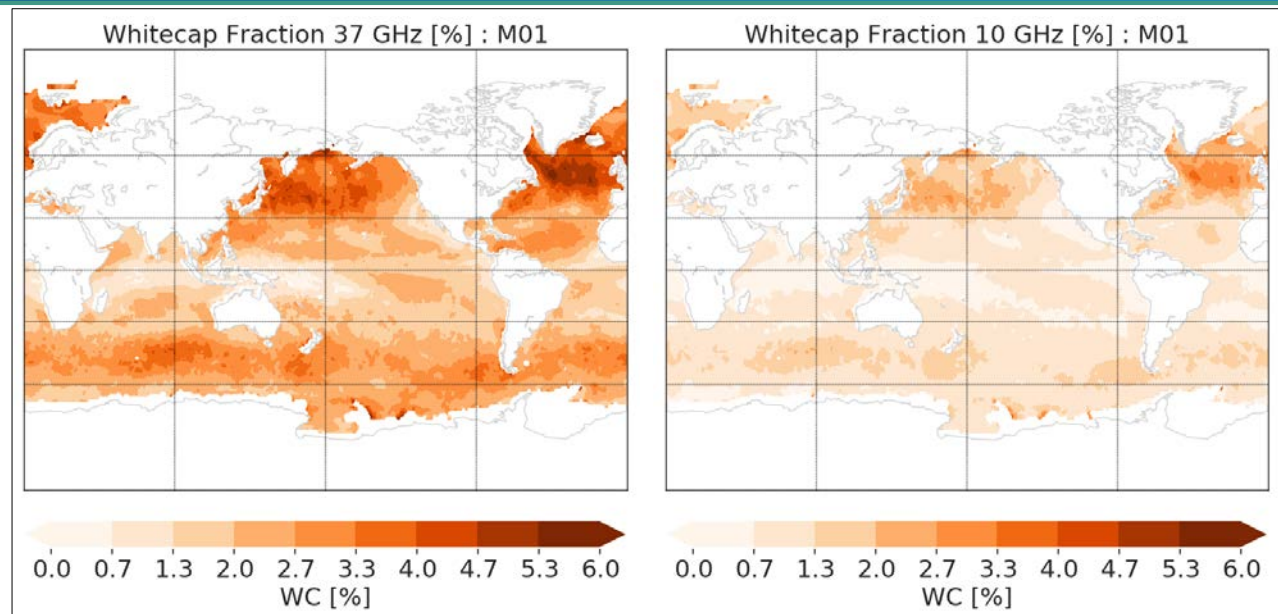 Whitecap Fraction 37 GHz [%] : M01
Whitecap Fraction 10 GHz [%] : M01
0.0 0.7 1.3 2.0 2.7 3.3 4.0 4.7 5.3 6.0
WC [%]
0.0 0.7 1.3 2.0 2.7 3.3 4.0 4.7 5.3 6.0
WC [%]